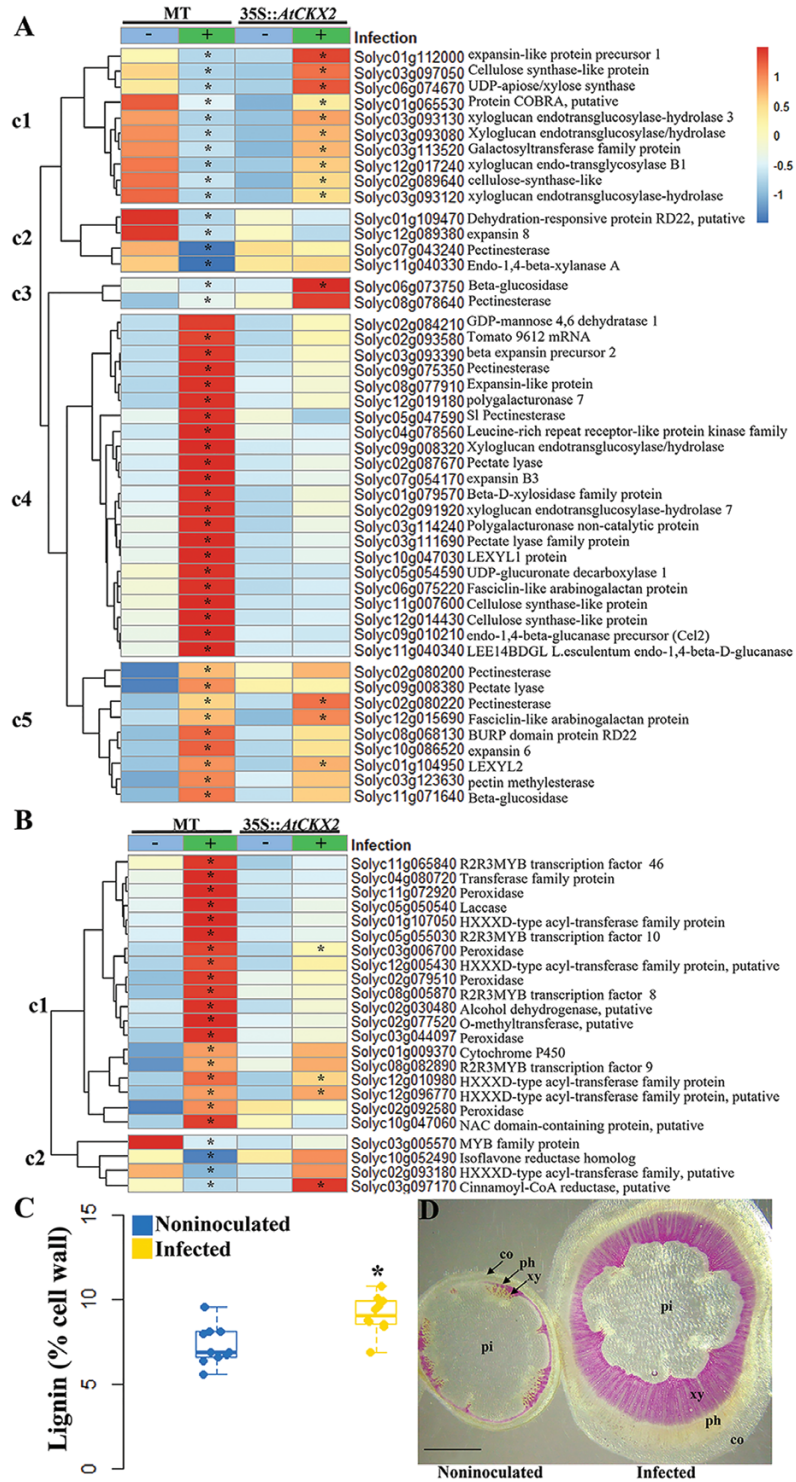 A
MT 35S::AtCKX2
- + - + Infection
c1
Solyc01g112000 expansin-like protein precursor 1
Solyc03g097050 Cellulose synthase-like protein
Solyc06g074670 UDP-apiose/xylose synthase
Solyc01g065530 Protein COBRA, putative
Solyc03g093130 xyloglucan endotransglucosylase-hydrolase 3
Solyc03g093080 Xyloglucan endotransglucosylase/hydrolase
Solyc03g113520 Galactosyltransferase family protein
Solyc12g017240 xyloglucan endo-transglycosylase B1
Solyc02g089640 cellulose-synthase-like
Solyc03g093120 xyloglucan endotransglucosylase-hydrolase
1
0
-1
c2
Solyc01g109470 Dehydration-responsive protein RD22, putative
Solyc12g089380 expansin 8
Solyc07g043240 Pectinesterase
Solyc11g040330 Endo-1,4-beta-xylanase A
c3
Solyc06g073750 Beta-glucosidase
Solyc08g078640 Pectinesterase
c4
Solyc02g084210 GDP-mannose 4,6 dehydratase 1
Solyc02g093580 Tomato 9612 mRNA
Solyc03g093390 beta expansin precursor 2
Solyc09g075350 Pectinesterase
Solyc08g077910 Expansin-like protein
Solyc12g019180 polygalacturonase 7
Solyc05g047590 Sl Pectinesterase
Solyc04g078560 Leucine-rich repeat receptor-like protein kinase family
Solyc09g008320 Xyloglucan endotransglucosylase/hydrolase
Solyc02g087670 Pectate lyase
Solyc07g054170 expansin B3
Solyc01g079570 Beta-D-xylosidase family protein
Solyc02g091920 xyloglucan endotransglucosylase-hydrolase 7
Solyc03g114240 Polygalacturonase non-catalytic protein
Solyc03g111690 Pectate lyase family protein
Solyc10g047030 LEXYL1 protein
Solyc05g054590 UDP-glucuronate decarboxylase 1
Solyc06g075220 Fasciclin-like arabinogalactan protein
Solyc11g007600 Cellulose synthase-like protein
Solyc12g014430 Cellulose synthase-like protein
Solyc09g010210 endo-1,4-beta-glucanase precursor (Cel2)
Solyc11g040340 LEE14BDGL L.esculentum endo-1,4-beta-D-glucanase
c5
Solyc02g080200 Pectinesterase
Solyc09g008380 Pectate lyase
Solyc02g080220 Pectinesterase
Solyc12g015690 Fasciclin-like arabinogalactan protein
Solyc08g068130 BURP domain protein RD22
Solyc10g086520 expansin 6
Solyc01g104950 LEXYL2
Solyc03g123630 pectin methylesterase
Solyc11g071640 Beta-glucosidase
B
MT 35S::AtCKX2
- + - + Infection
c1
Solyc11g065840 R2R3MYB transcription factor 46
Solyc04g080720 Transferase family protein
Solyc11g072920 Peroxidase
Solyc05g050540 Laccase
Solyc01g107050 HXXXD-type acyl-transferase family protein
Solyc05g055030 R2R3MYB transcription factor 10
Solyc03g006700 Peroxidase
Solyc12g005430 HXXXD-type acyl-transferase family protein, putative
Solyc02g079510 Peroxidase
Solyc08g005870 R2R3MYB transcription factor 8
Solyc02g030480 Alcohol dehydrogenase, putative
Solyc02g077520 O-methyltransferase, putative
Solyc03g044097 Peroxidase
Solyc01g009370 Cytochrome P450
Solyc08g082890 R2R3MYB transcription factor 9
Solyc12g010980 HXXXD-type acyl-transferase family protein
Solyc12g096770 HXXXD-type acyl-transferase family protein, putative
Solyc02g092580 Peroxidase
Solyc10g047060 NAC domain-containing protein, putative
c2
Solyc03g005570 MYB family protein
Solyc10g052490 Isoflavone reductase homolog
Solyc02g093180 HXXXD-type acyl-transferase family, putative
Solyc03g097170 Cinnamoyl-CoA reductase, putative
C
Lignin (% cell wall)
15
10
5
0
Noninoculated
Infected
*
D
co
ph
xy
pi
pi
xy
ph
co
Noninoculated Infected